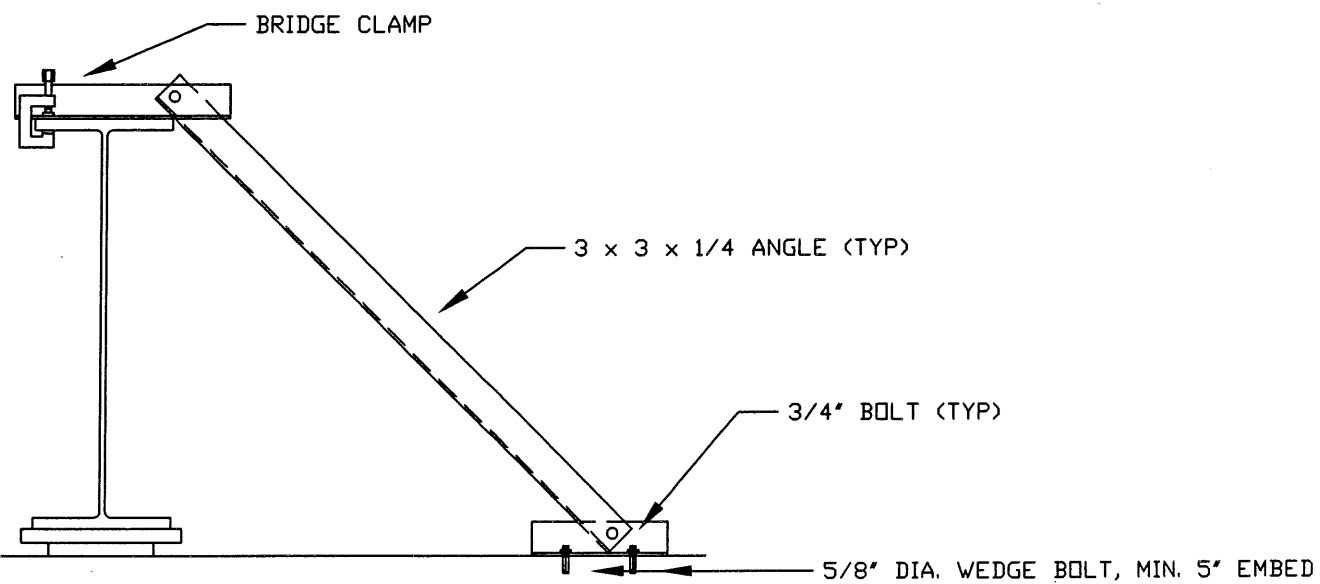 BRIDGE CLAMP
3 x 3 x 1/4 ANGLE (TYP)
3/4" BOLT (TYP)
5/8" DIA. WEDGE BOLT, MIN. 5" EMBED